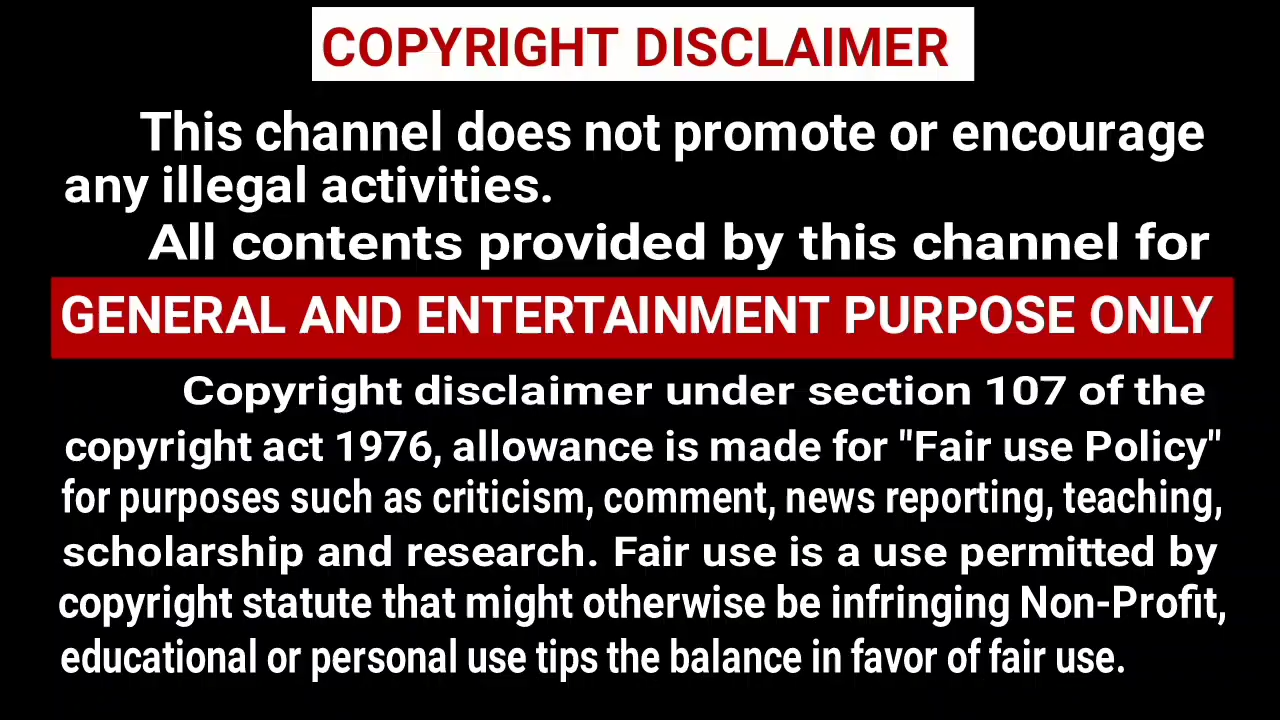 COPYRIGHT DISCLAIMER
This channel does not promote or encourage
any illegal activities.
All contents provided by this channel for
GENERAL AND ENTERTAINMENT PURPOSE ONLY
Copyright disclaimer under section 107 of the
copyright act 1976, allowance is made for "Fair use Policy"
for purposes such as criticism, comment, news reporting, teaching,
scholarship and research. Fair use is a use permitted by
copyright statute that might otherwise be infringing Non-Profit,
educational or personal use tips the balance in favor of fair use.